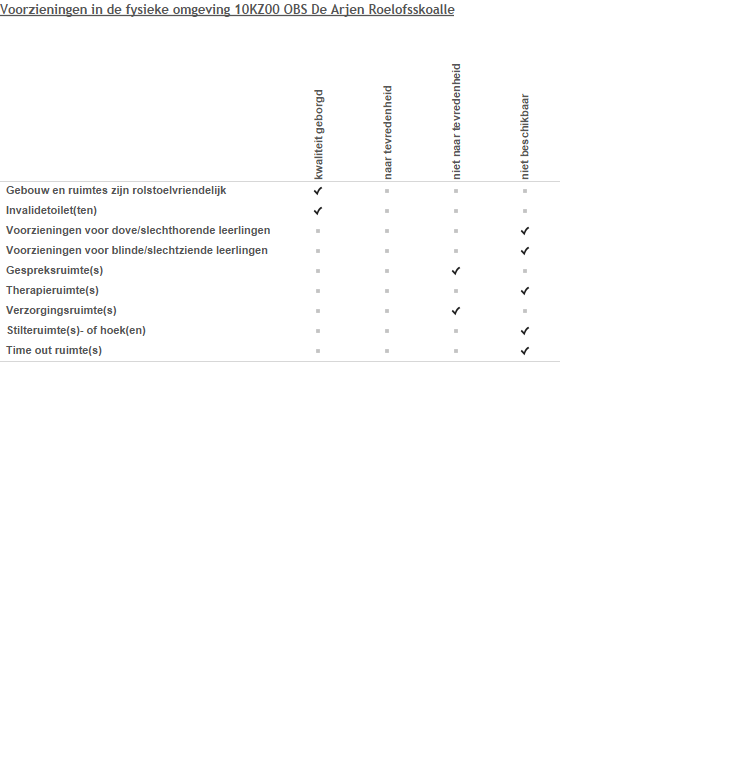 Voorzieningen in de fysieke omgeving 10KZ00 OBS De Arjen Roelofsskoalle
kwaliteit geborgd
naar tevredenheid
niet naar tevredenheid
niet beschikbaar
Gebouw en ruimtes zijn rolstoelvriendelijk ✓
Invalidetoilet(ten) ✓
Voorzieningen voor dove/slechthorende leerlingen ✓
Voorzieningen voor blinde/slechtziende leerlingen ✓
Gespreksruimte(s) ✓
Therapieruimte(s) ✓
Verzorgingsruimte(s) ✓
Stilteruimte(s)- of hoek(en) ✓
Time out ruimte(s) ✓